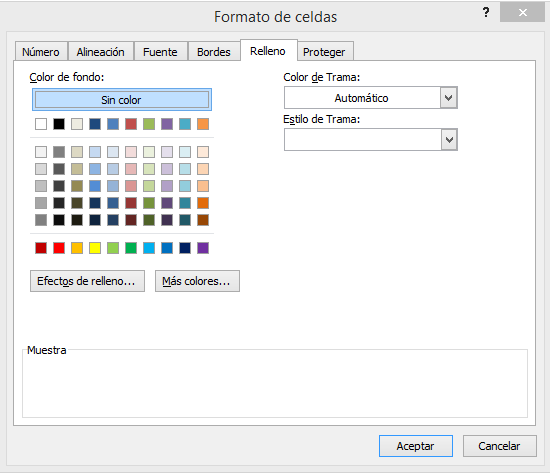 Formato de celdas
?
Número Alineación Fuente Bordes Relleno Proteger
Color de fondo:
Sin color
Efectos de relleno...
Más colores...
Color de Trama:
Automático
Estilo de Trama:
Muestra
Aceptar
Cancelar